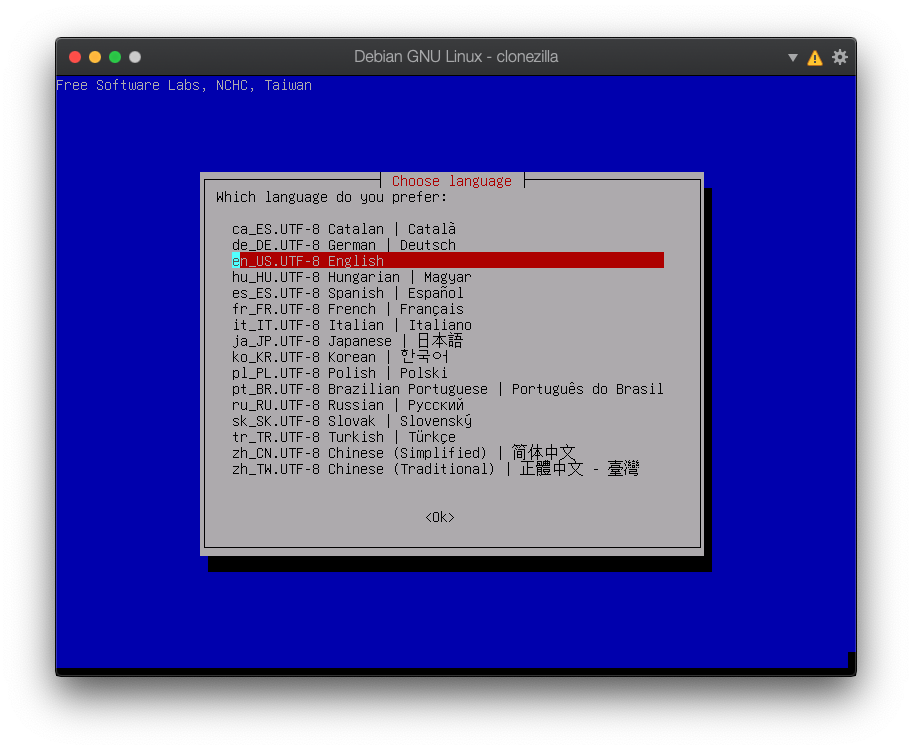 Debian GNU Linux - clonezilla
Free Software Labs, NCHC, Taiwan
Choose language
Which language do you prefer:
ca_ES.UTF-8 Catalan | Català
de_DE.UTF-8 German | Deutsch
en_US.UTF-8 English
hu_HU.UTF-8 Hungarian | Magyar
es_ES.UTF-8 Spanish | Español
fr_FR.UTF-8 French | Français
it_IT.UTF-8 Italian | Italiano
ja_JP.UTF-8 Japanese | 日本語
ko_KR.UTF-8 Korean | 한국어
pl_PL.UTF-8 Polish | Polski
pt_BR.UTF-8 Brazilian Portuguese | Português do Brasil
ru_RU.UTF-8 Russian | Русский
sk_SK.UTF-8 Slovak | Slovenský
tr_TR.UTF-8 Turkish | Türkçe
zh_CN.UTF-8 Chinese (Simplified) | 简体中文
zh_TW.UTF-8 Chinese (Traditional) | 正體中文 - 臺灣
<Ok>